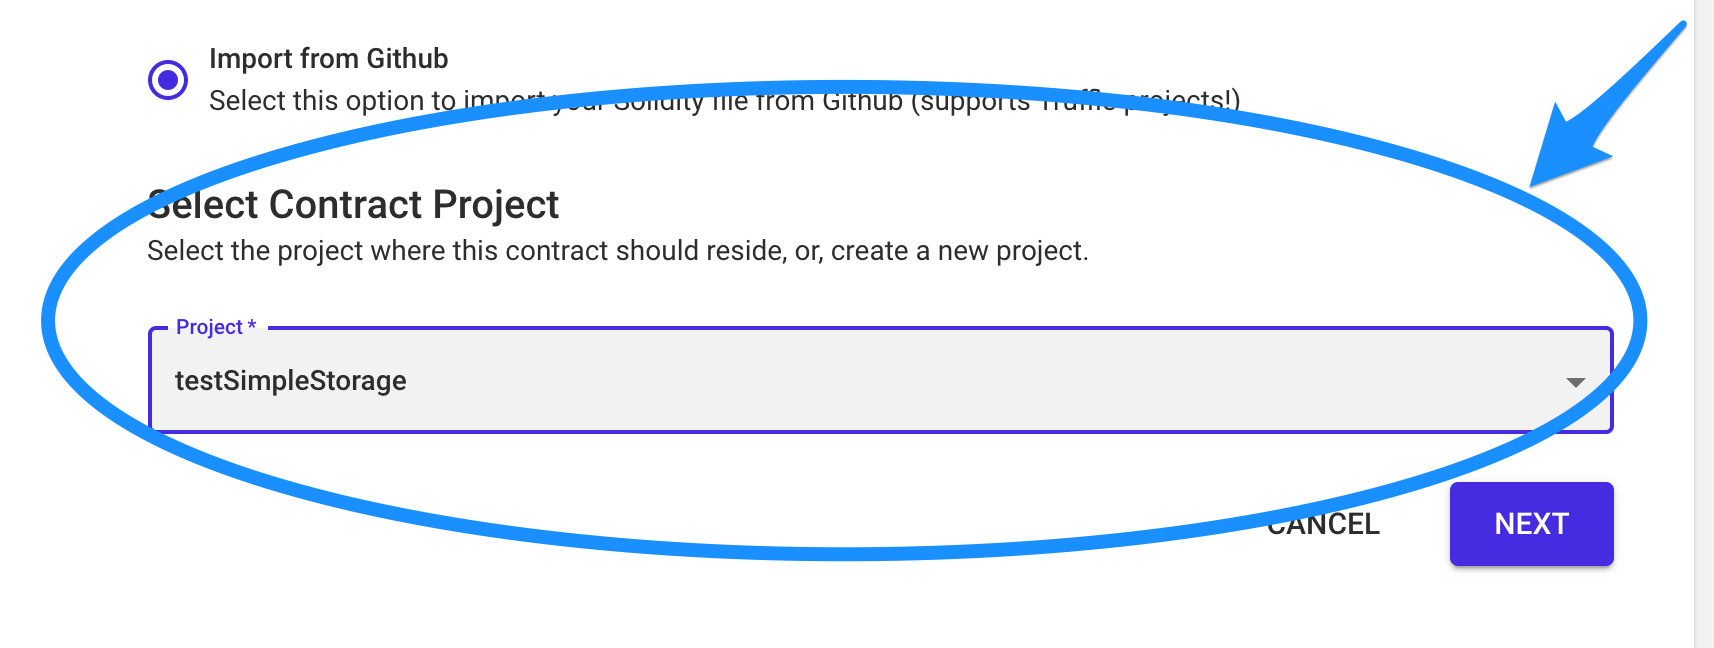 Import from Github
Select this option to import your Solidity file from Github (supports Truffle projects!)
Select Contract Project
Select the project where this contract should reside, or, create a new project.
Project *
testSimpleStorage
CANCEL
NEXT